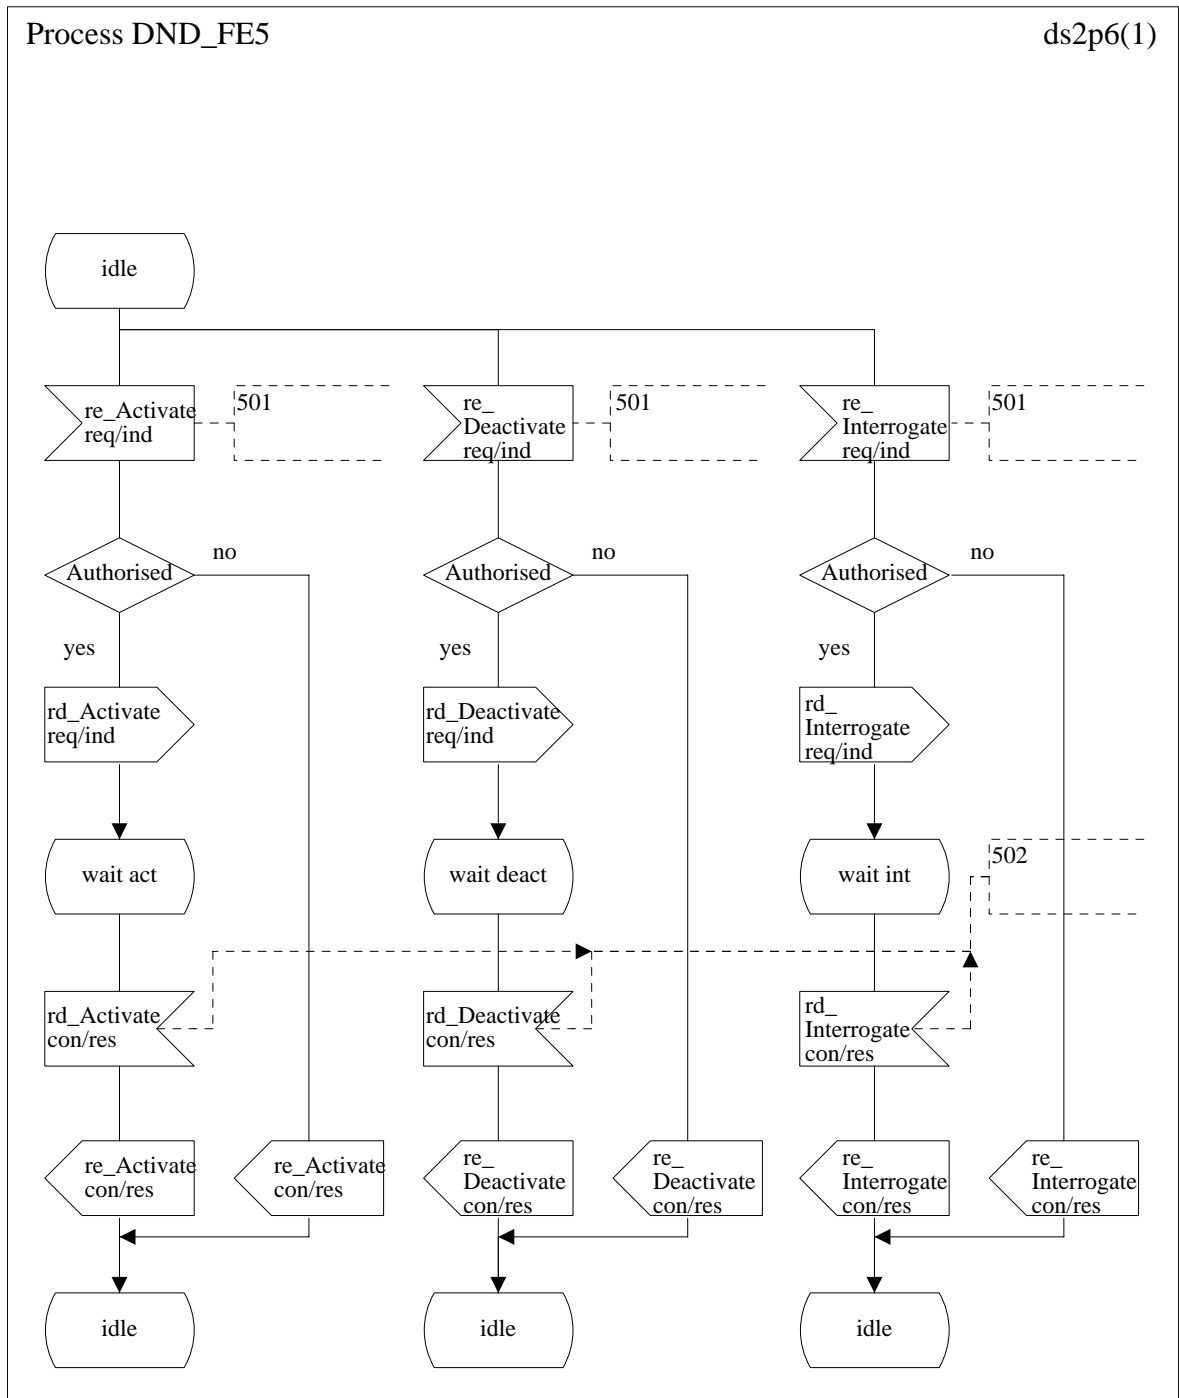 Process DND_FE5
ds2p6(1)
idle
re_Activate
req/ind
501
re_
Deactivate
req/ind
501
re_
Interrogate
req/ind
501
Authorised
no
Authorised
no
Authorised
no
yes
yes
yes
rd_Activate
req/ind
rd_Deactivate
req/ind
rd_
Interrogate
req/ind
wait act
wait deact
wait int
502
rd_Activate
con/res
rd_Deactivate
con/res
rd_
Interrogate
con/res
re_Activate
con/res
re_Activate
con/res
re_
Deactivate
con/res
re_
Deactivate
con/res
re_
Interrogate
con/res
re_
Interrogate
con/res
idle
idle
idle